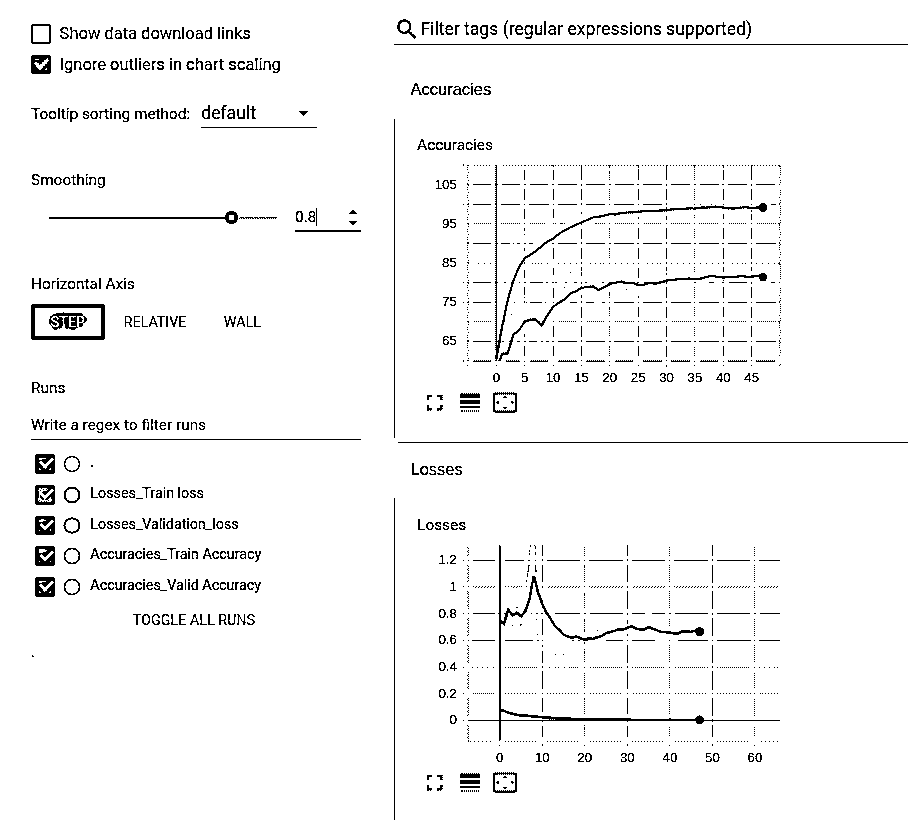 Show data download links
Ignore outliers in chart scaling
Tooltip sorting method: default
Smoothing
0.8
Horizontal Axis
STEP RELATIVE WALL
Runs
Write a regex to filter runs
.
Losses_Train loss
Losses_Validation_loss
Accuracies_Train Accuracy
Accuracies_Valid Accuracy
TOGGLE ALL RUNS
.
Filter tags (regular expressions supported)
Accuracies
Accuracies
105
95
85
75
65
0 5 10 15 20 25 30 35 40 45
Losses
Losses
1.2
1
0.8
0.6
0.4
0.2
0
0 10 20 30 40 50 60